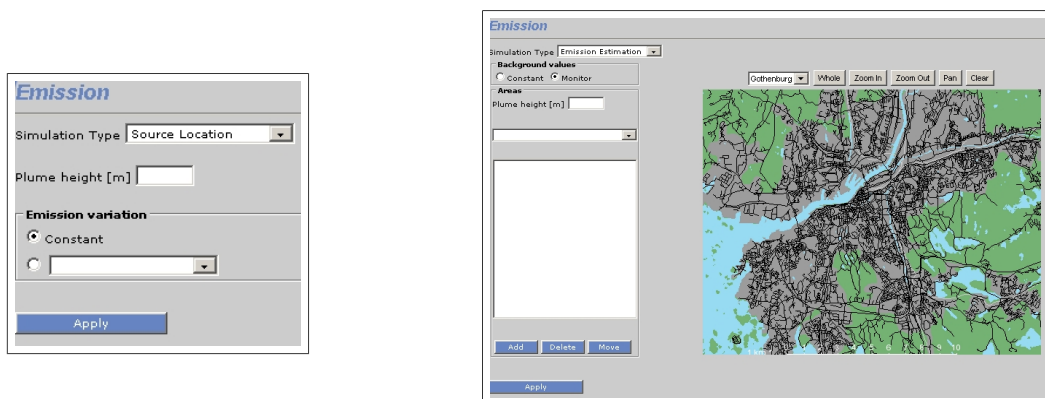 Emission
Simulation Type Source Location
Plume height [m]
Emission variation
Constant
Apply
Emission
Simulation Type Emission Estimation
Background values
Constant Monitor
Areas
Plume height [m]
Add Delete Move
Apply
Gothenburg Whole Zoom In Zoom Out Pan Clear